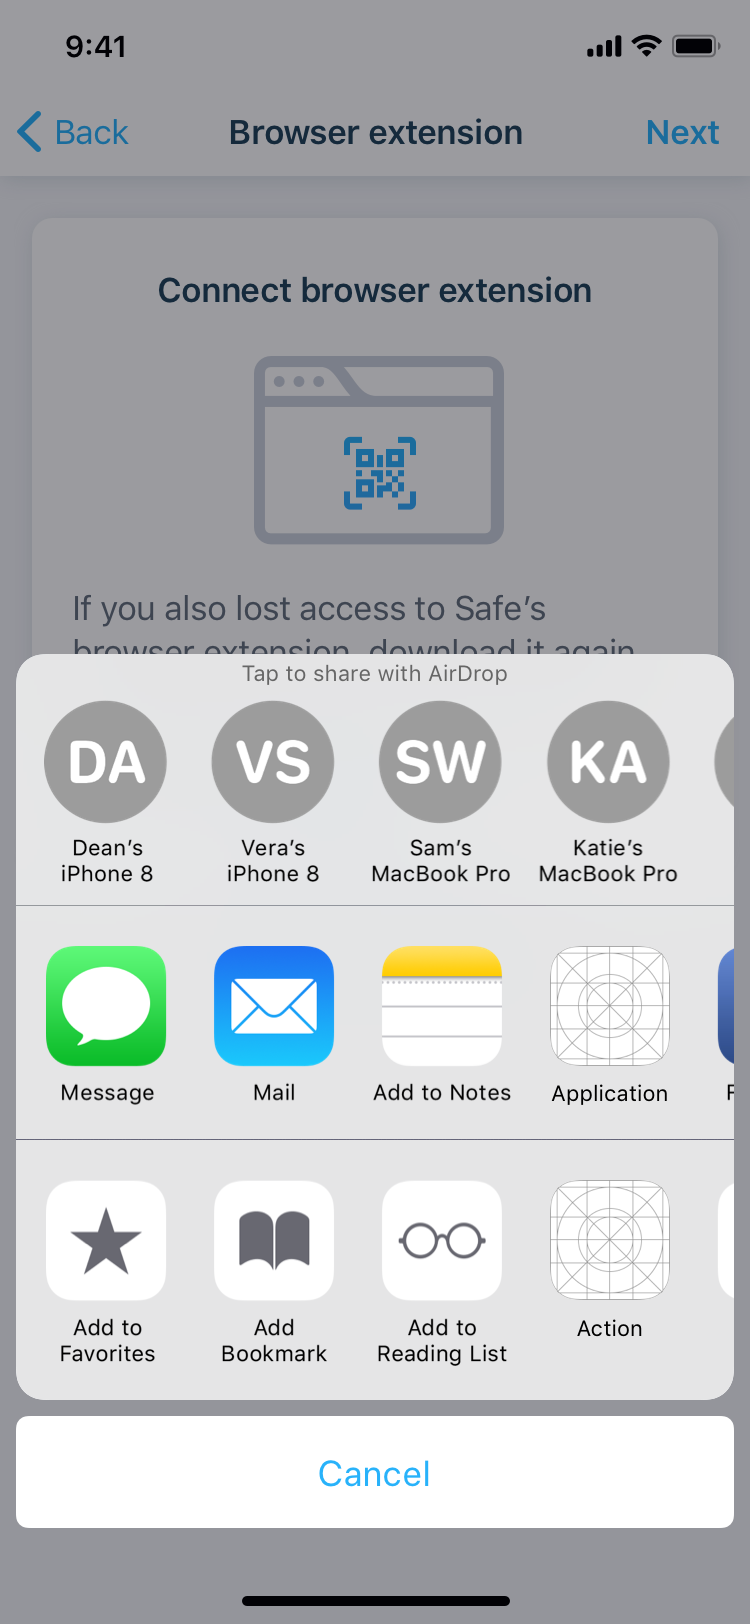 9:41
Back
Browser extension
Next
Connect browser extension
If you also lost access to Safe’s
browser extension, download it again
Tap to share with AirDrop
DA
VS
SW
KA
Dean’s
iPhone 8
Vera’s
iPhone 8
Sam’s
MacBook Pro
Katie’s
MacBook Pro
Message
Mail
Add to Notes
Application
F
Add to
Favorites
Add
Bookmark
Add to
Reading List
Action
Cancel